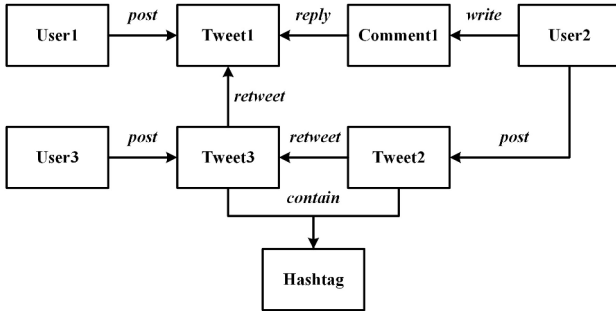 post
reply
write
User1
Tweet1
Comment1
User2
retweet
post
retweet
post
User3
Tweet3
Tweet2
contain
Hashtag